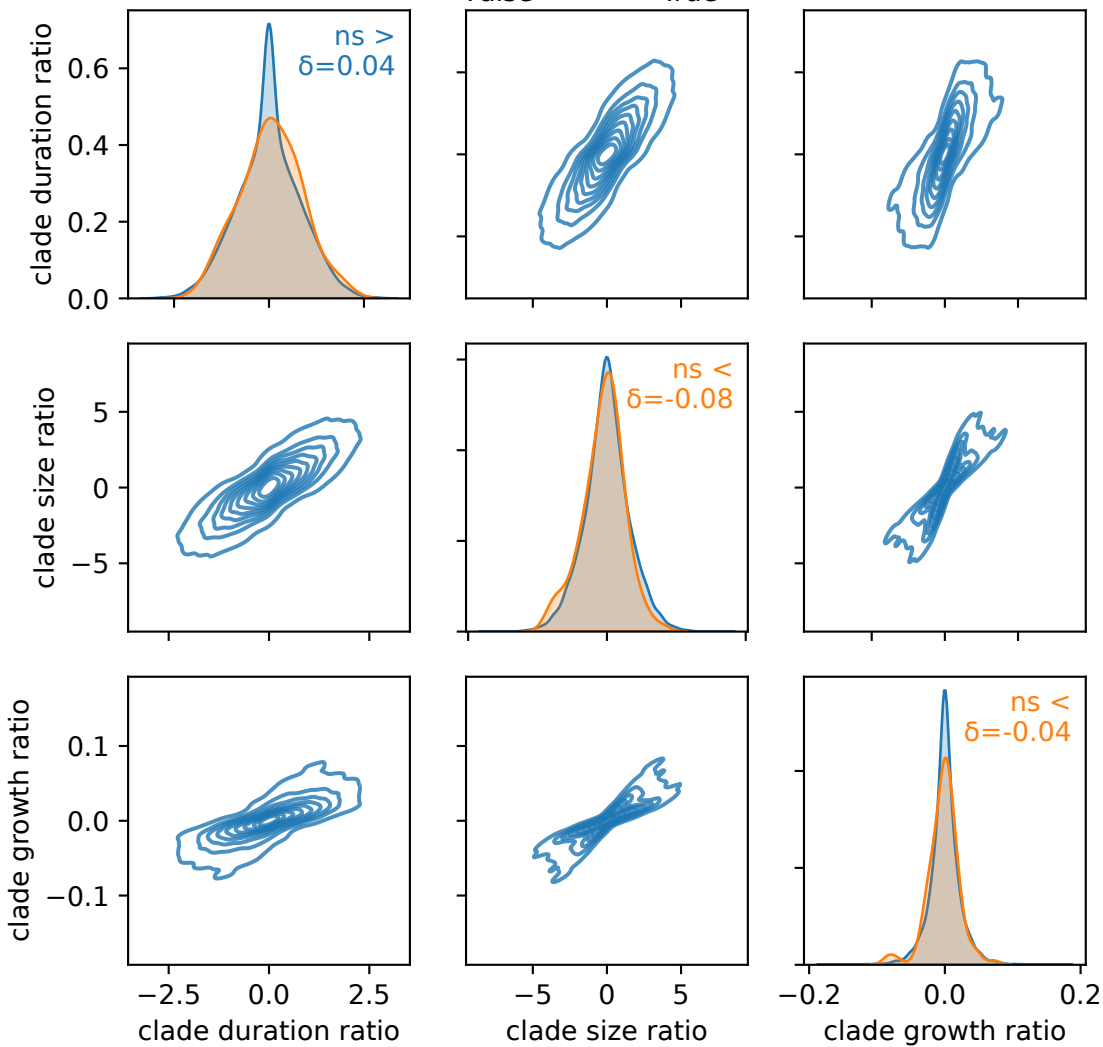 clade duration ratio
0.6
0.4
0.2
0.0
ns >
δ=0.04
clade size ratio
5
0
−5
ns <
δ=-0.08
clade growth ratio
0.1
0.0
−0.1
ns <
δ=-0.04
−2.5 0.0 2.5
−5 0 5
−0.2 0.0 0.2
clade duration ratio
clade size ratio
clade growth ratio